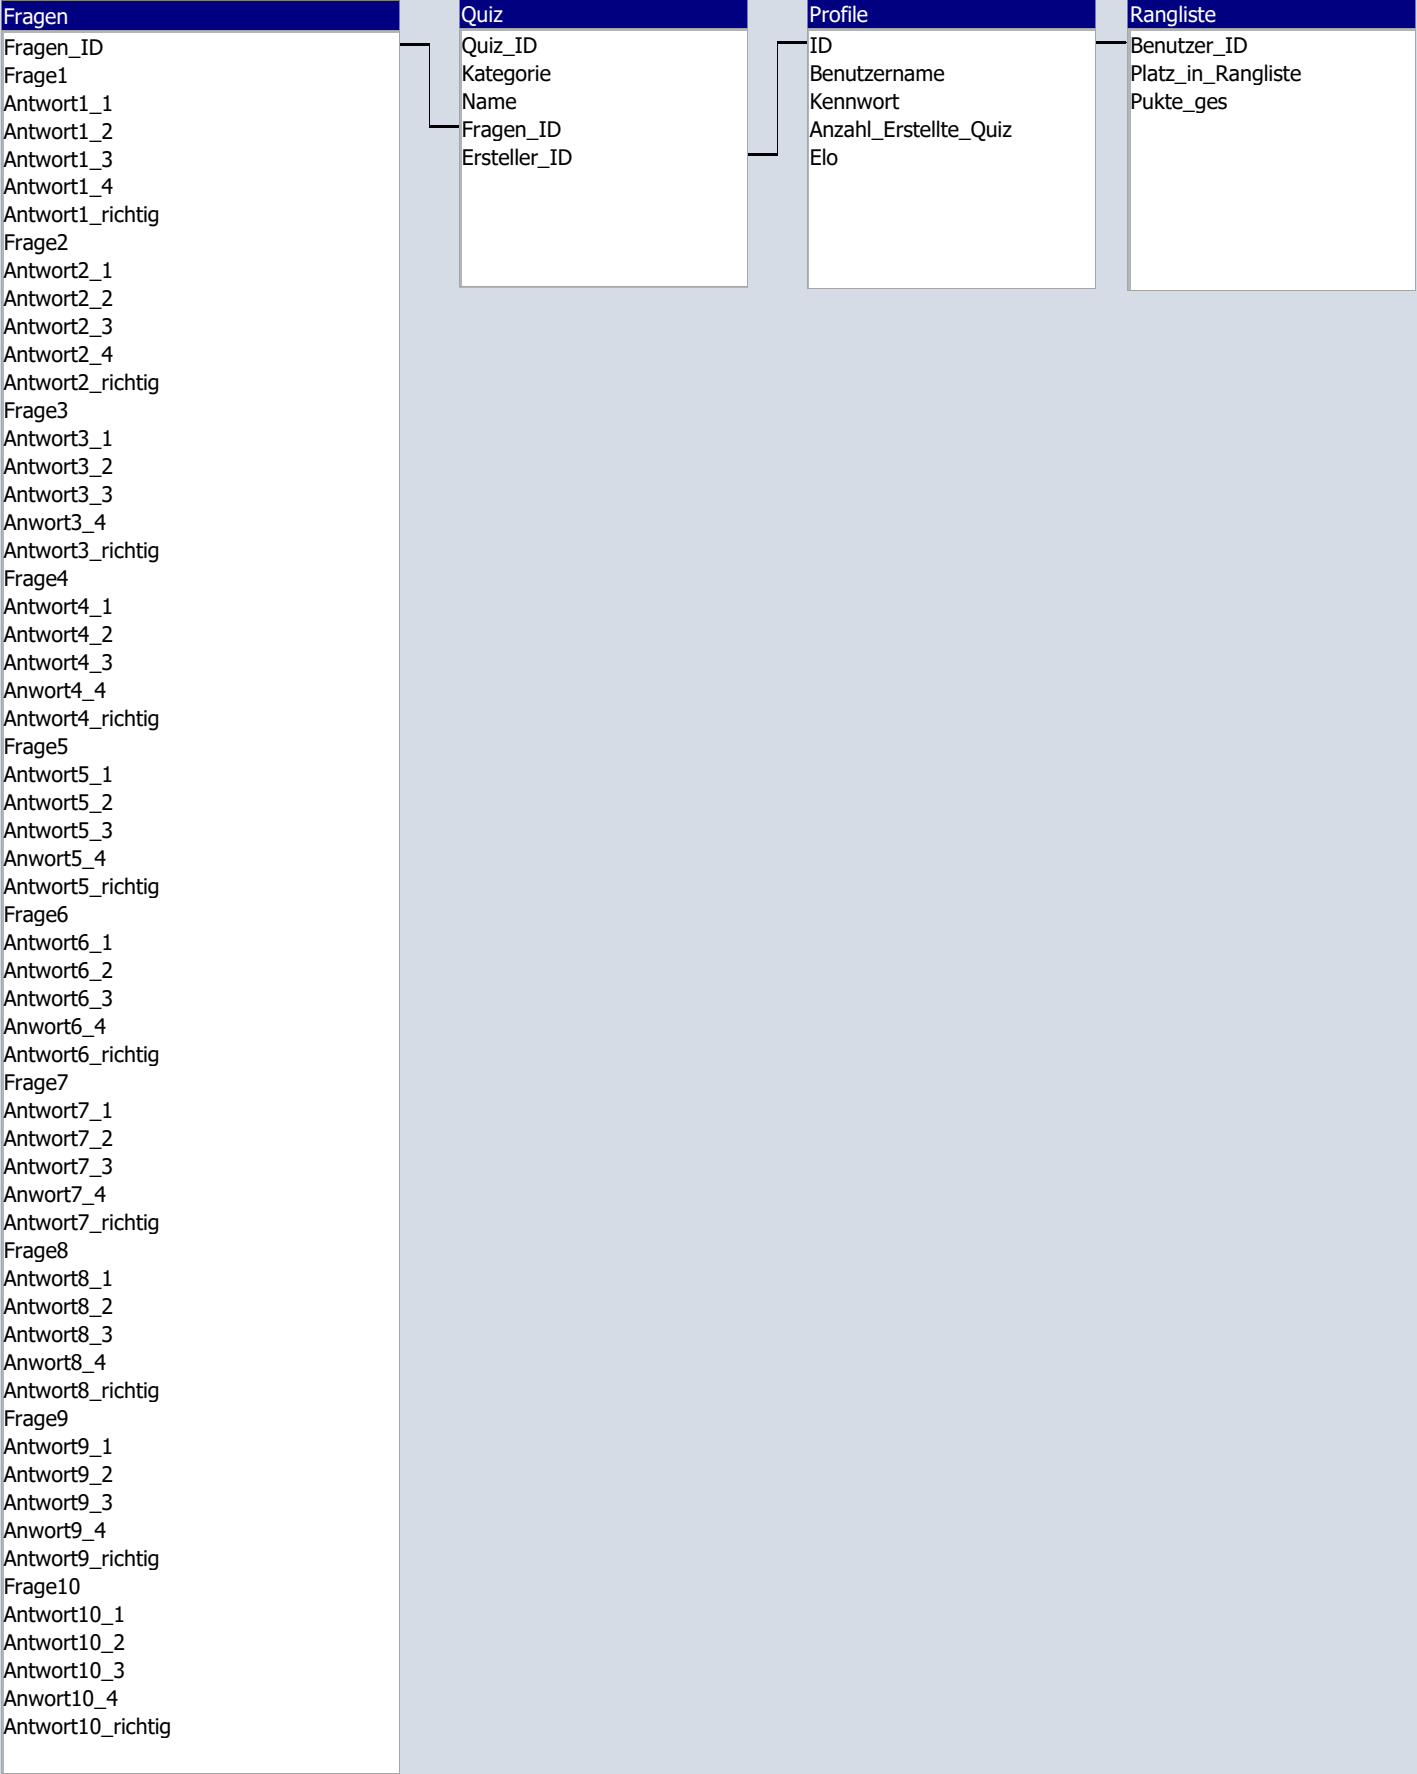 Fragen
Fragen_ID
Frage1
Antwort1_1
Antwort1_2
Antwort1_3
Antwort1_4
Antwort1_richtig
Frage2
Antwort2_1
Antwort2_2
Antwort2_3
Antwort2_4
Antwort2_richtig
Frage3
Antwort3_1
Antwort3_2
Antwort3_3
Anwort3_4
Antwort3_richtig
Frage4
Antwort4_1
Antwort4_2
Antwort4_3
Anwort4_4
Antwort4_richtig
Frage5
Antwort5_1
Antwort5_2
Antwort5_3
Anwort5_4
Antwort5_richtig
Frage6
Antwort6_1
Antwort6_2
Antwort6_3
Anwort6_4
Antwort6_richtig
Frage7
Antwort7_1
Antwort7_2
Antwort7_3
Anwort7_4
Antwort7_richtig
Frage8
Antwort8_1
Antwort8_2
Antwort8_3
Anwort8_4
Antwort8_richtig
Frage9
Antwort9_1
Antwort9_2
Antwort9_3
Anwort9_4
Antwort9_richtig
Frage10
Antwort10_1
Antwort10_2
Antwort10_3
Anwort10_4
Antwort10_richtig
Quiz
Quiz_ID
Kategorie
Name
Fragen_ID
Ersteller_ID
Profile
ID
Benutzername
Kennwort
Anzahl_Erstellte_Quiz
Elo
Rangliste
Benutzer_ID
Platz_in_Rangliste
Pukte_ges